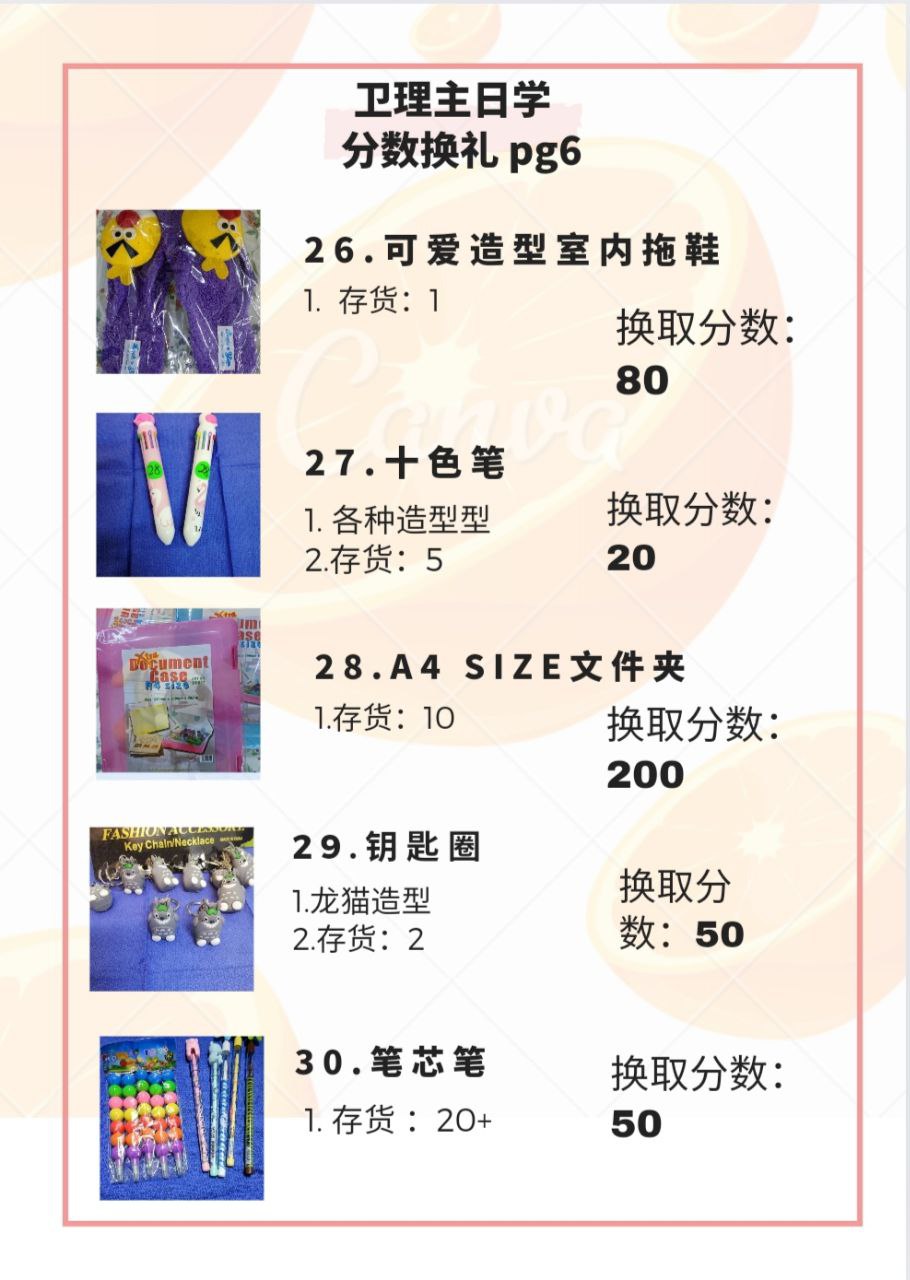 卫理主日学
分数换礼 pg6
26.可爱造型室内拖鞋
1. 存货：1
换取分数：
80
27.十色笔
1. 各种造型型
2.存货：5
换取分数：
20
28
Document
Case
A4 size
28.A4 SIZE文件夹
1.存货：10
换取分数：
200
FASHION ACCESSORY
Key Chain/Necklace
29.钥匙圈
1.龙猫造型
2.存货：2
换取分
数：50
30.笔芯笔
1. 存货 ：20+
换取分数：
50
Canva